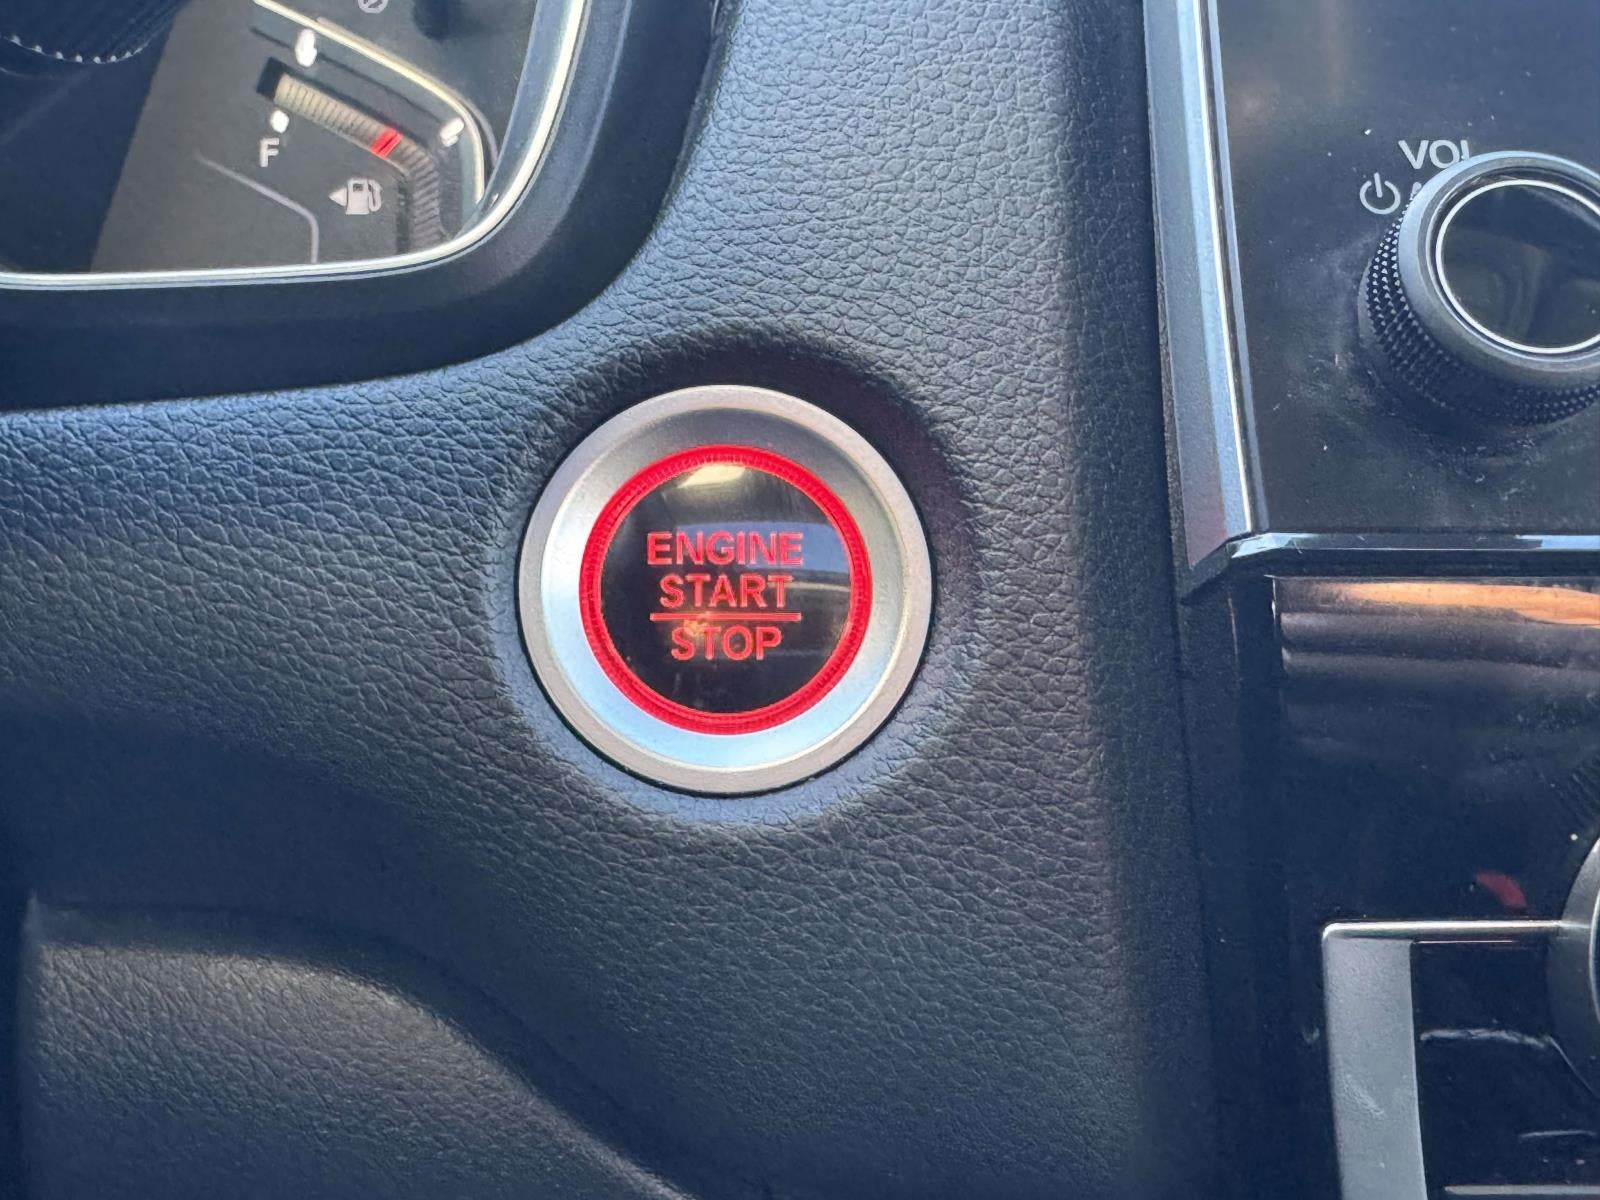 F
VOL
ENGINE
START
STOP